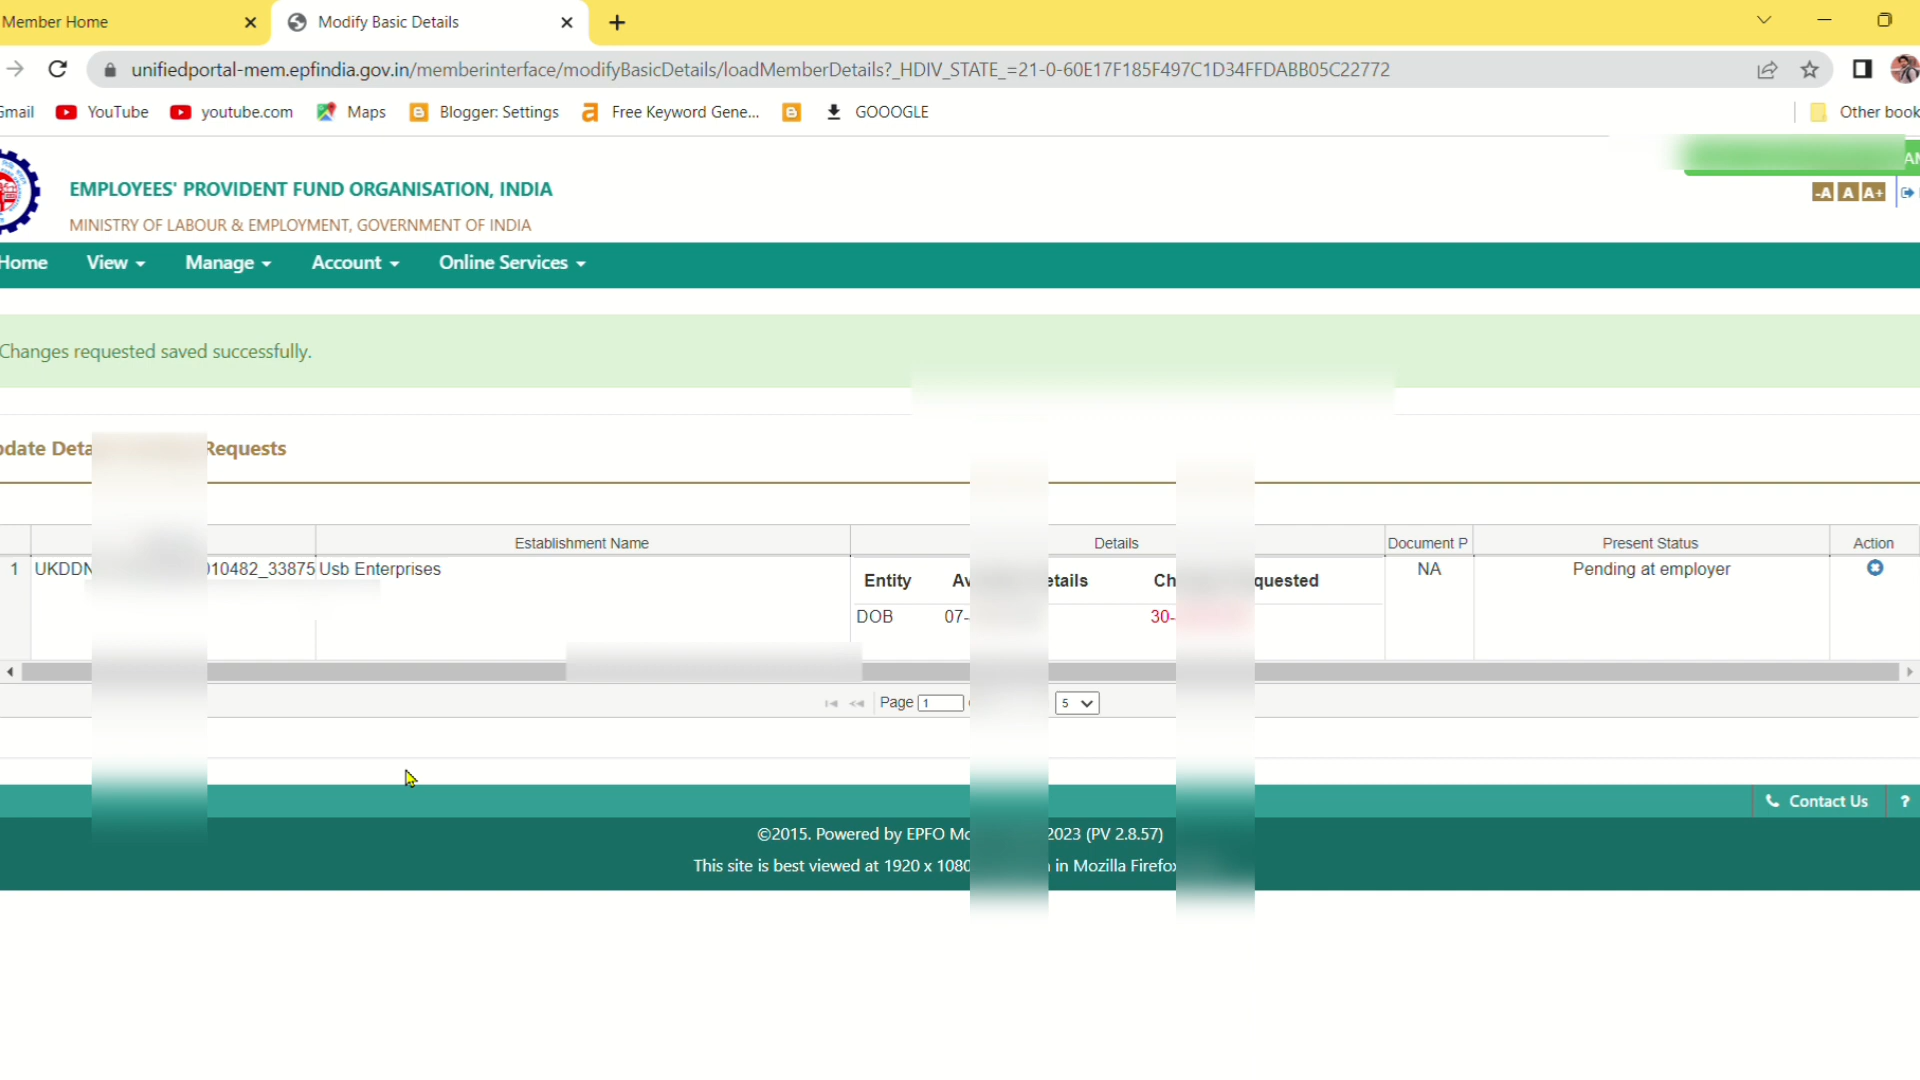 Member Home
Modify Basic Details
unifiedportal-mem.epfindia.gov.in/memberinterface/modifyBasicDetails/loadMemberDetails?_HDIV_STATE_=21-0-60E17F185F497C1D34FFDABB05C22772
Gmail YouTube youtube.com Maps Blogger: Settings Free Keyword Gene... GOOOGLE Other book
EMPLOYEES' PROVIDENT FUND ORGANISATION, INDIA
-A A A+
MINISTRY OF LABOUR & EMPLOYMENT, GOVERNMENT OF INDIA
Home View Manage Account Online Services
Changes requested saved successfully.
Requests
Establishment Name Details Document P Present Status Action
1 UKDDN 10482_33875 Usb Enterprises NA Pending at employer
Entity
DOB 07- 30-
Page 1 5
Contact Us ?
©2015. Powered by EPFO 2023 (PV 2.8.57)
This site is best viewed at 1920 x 1080 in Mozilla Firefox